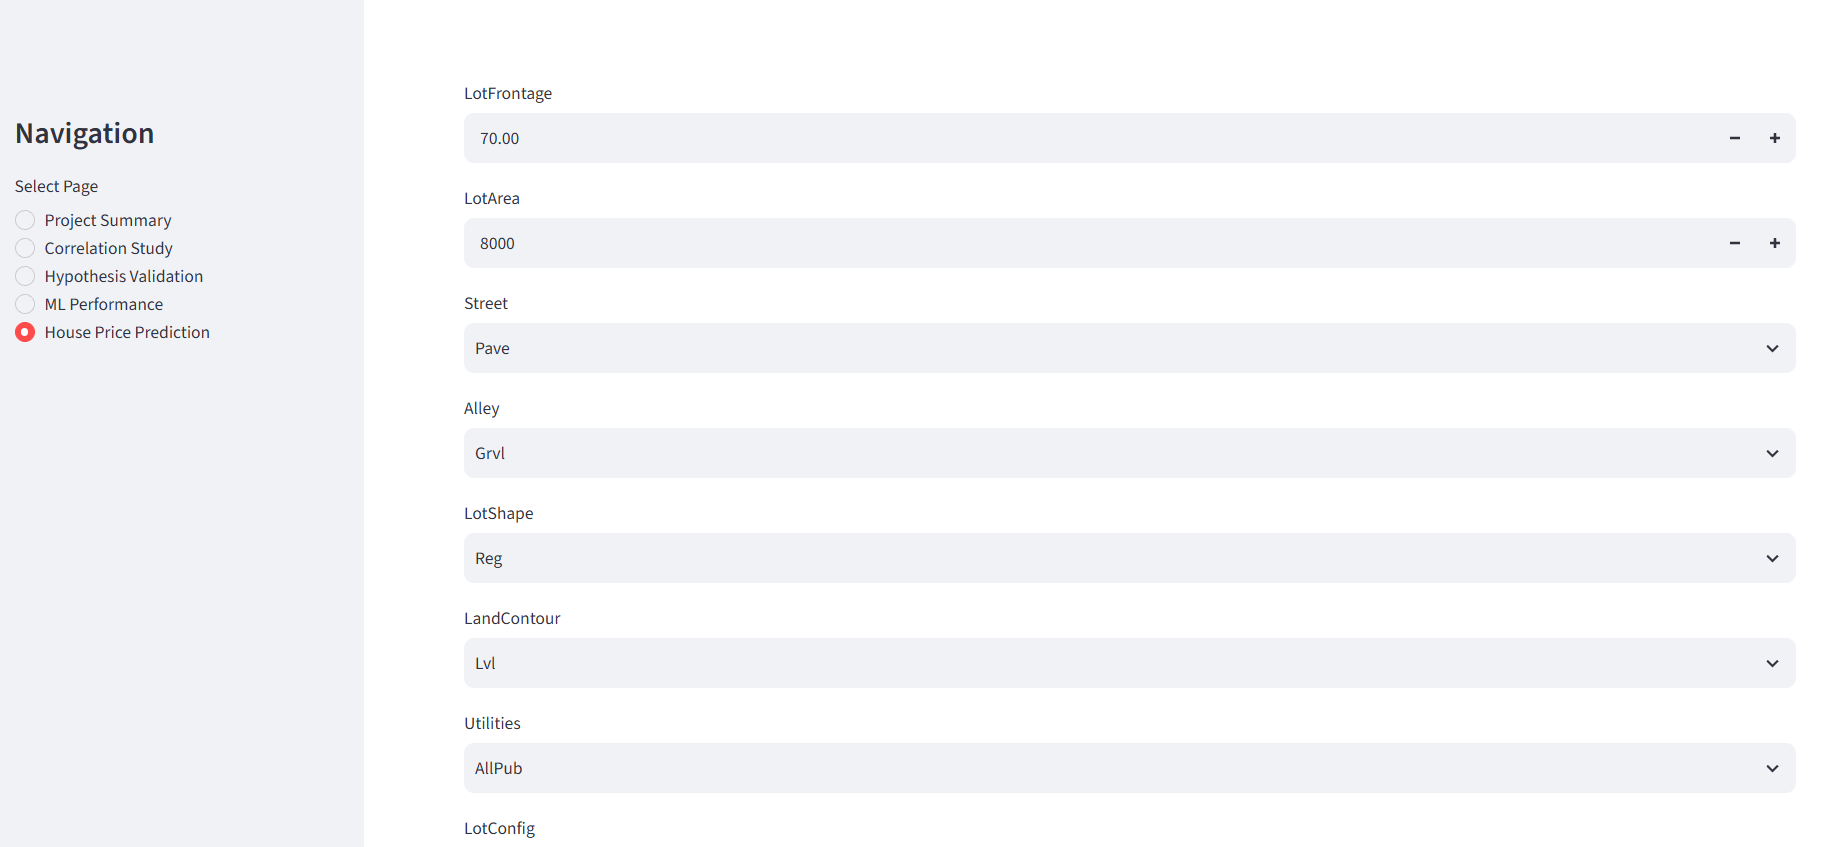 Navigation
Select Page
Project Summary
Correlation Study
Hypothesis Validation
ML Performance
House Price Prediction
LotFrontage
70.00
LotArea
8000
Street
Pave
Alley
Grvl
LotShape
Reg
LandContour
Lvl
Utilities
AllPub
LotConfig